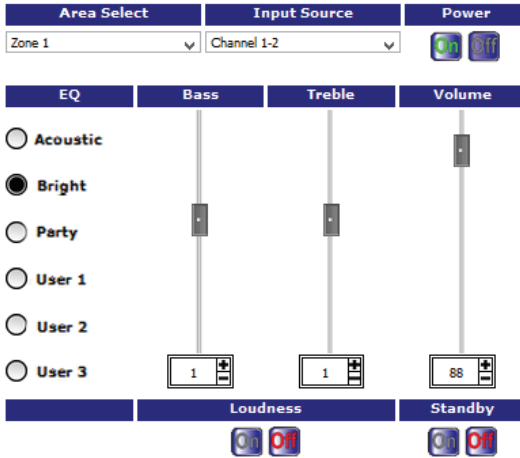 Area Select Input Source Power
Zone 1 Channel 1-2 On Off
EQ Bass Treble Volume
Acoustic
Bright
Party
User 1
User 2
User 3 1 + - 1 + - 88 + -
Loudness Standby
On Off On Off